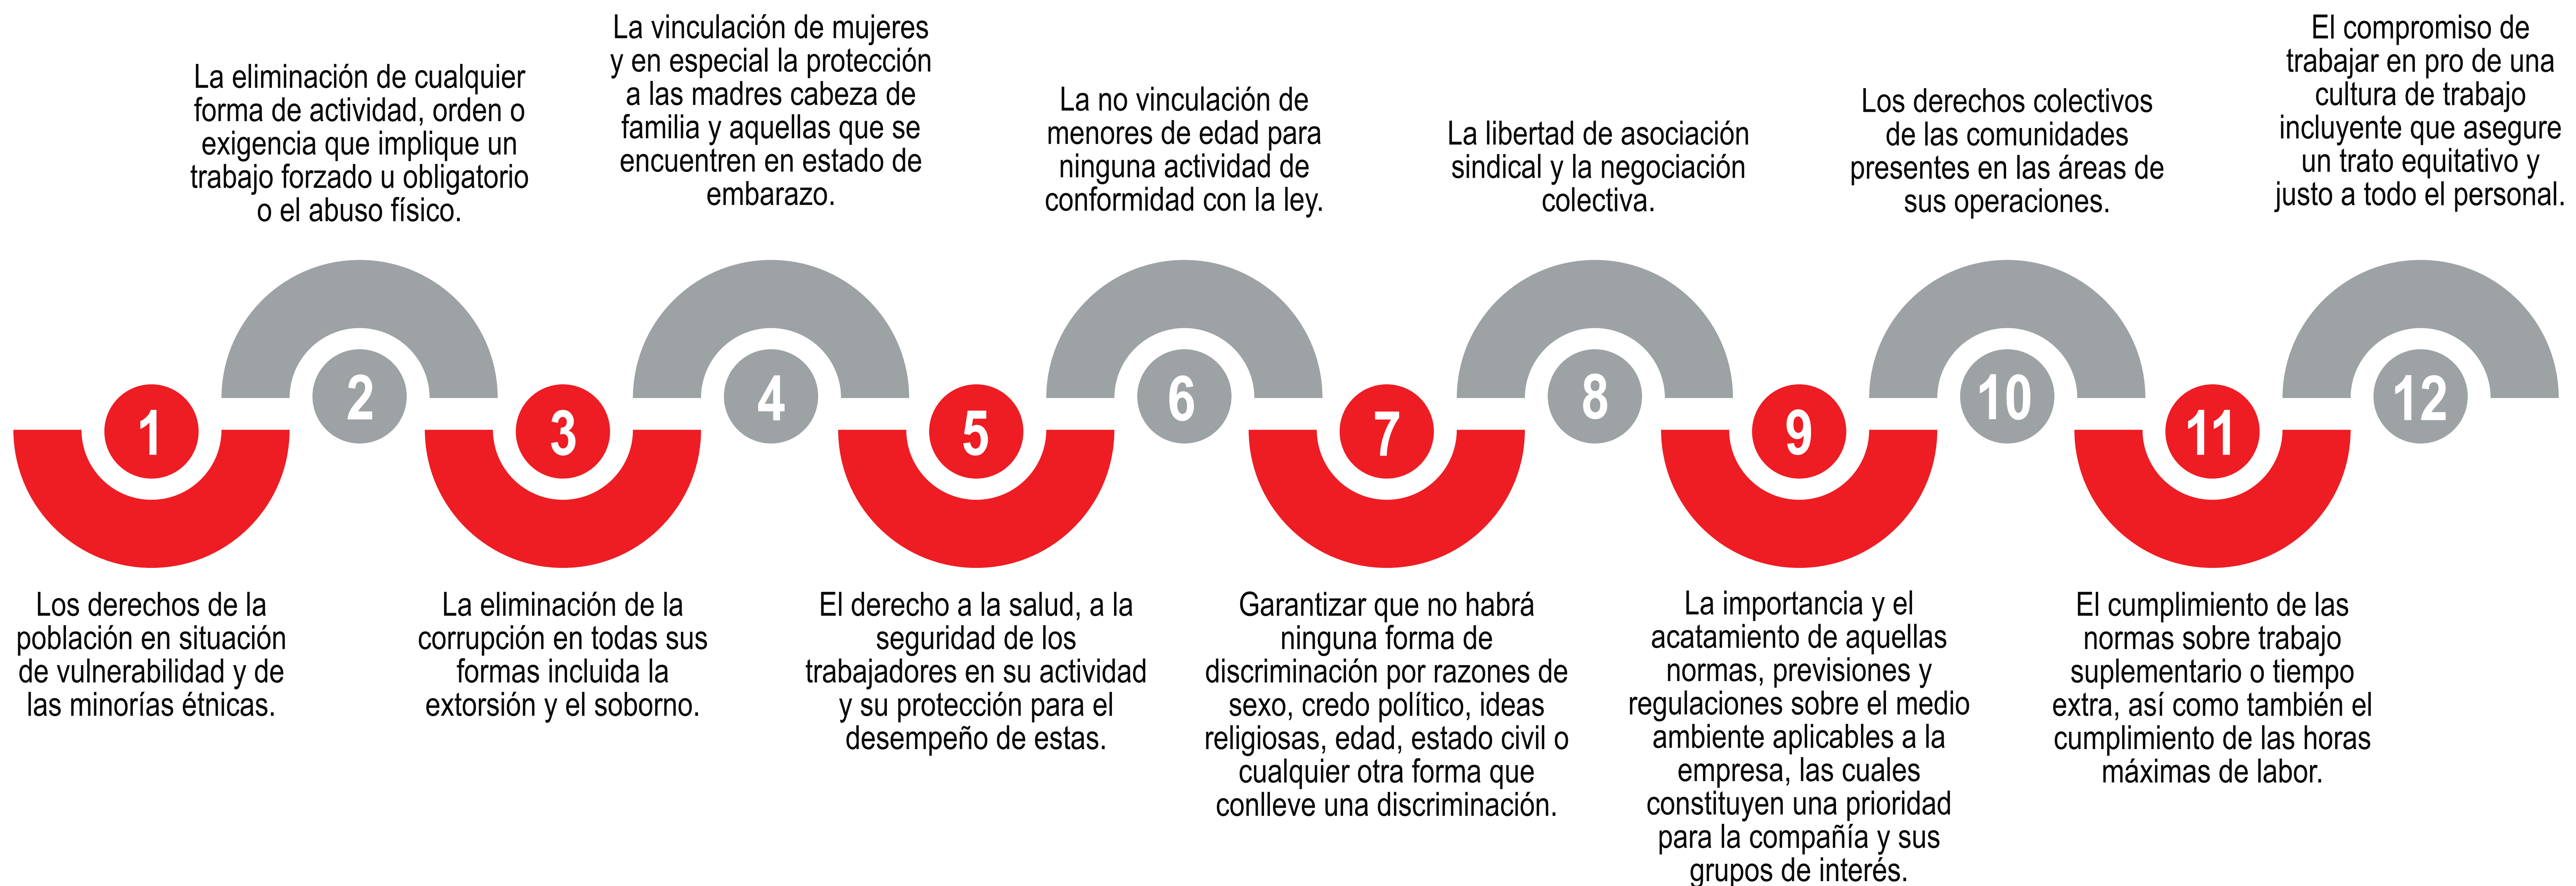 1
Los derechos de la
población en situación
de vulnerabilidad y de
las minorías étnicas.
La eliminación de cualquier
forma de actividad, orden o
exigencia que implique un
trabajo forzado u obligatorio
o el abuso físico.
2
3
La eliminación de la
corrupción en todas sus
formas incluida la
extorsión y el soborno.
La vinculación de mujeres
y en especial la protección
a las madres cabeza de
familia y aquellas que se
encuentren en estado de
embarazo.
4
5
El derecho a la salud, a la
seguridad de los
trabajadores en su actividad
y su protección para el
desempeño de estas.
La no vinculación de
menores de edad para
ninguna actividad de
conformidad con la ley.
6
7
Garantizar que no habrá
ninguna forma de
discriminación por razones de
sexo, credo político, ideas
religiosas, edad, estado civil o
cualquier otra forma que
conlleve una discriminación.
La libertad de asociación
sindical y la negociación
colectiva.
8
9
La importancia y el
acatamiento de aquellas
normas, previsiones y
regulaciones sobre el medio
ambiente aplicables a la
empresa, las cuales
constituyen una prioridad
para la compañía y sus
grupos de interés.
Los derechos colectivos
de las comunidades
presentes en las áreas de
sus operaciones.
10
11
El cumplimiento de las
normas sobre trabajo
suplementario o tiempo
extra, así como también el
cumplimiento de las horas
máximas de labor.
El compromiso de
trabajar en pro de una
cultura de trabajo
incluyente que asegure
un trato equitativo y
justo a todo el personal.
12